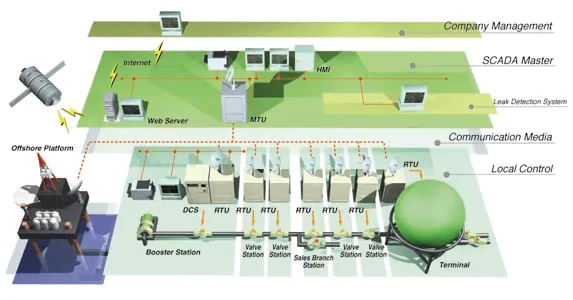 Company Management
Internet
SCADA Master
HMI
Leak Detection System
Web Server
MTU
Communication Media
Offshore Platform
RTU
Local Control
DCS
RTU
RTU
RTU
RTU
RTU
RTU
Booster Station
Valve
Station
Valve
Station
Sales Branch
Station
Valve
Station
Valve
Station
Terminal